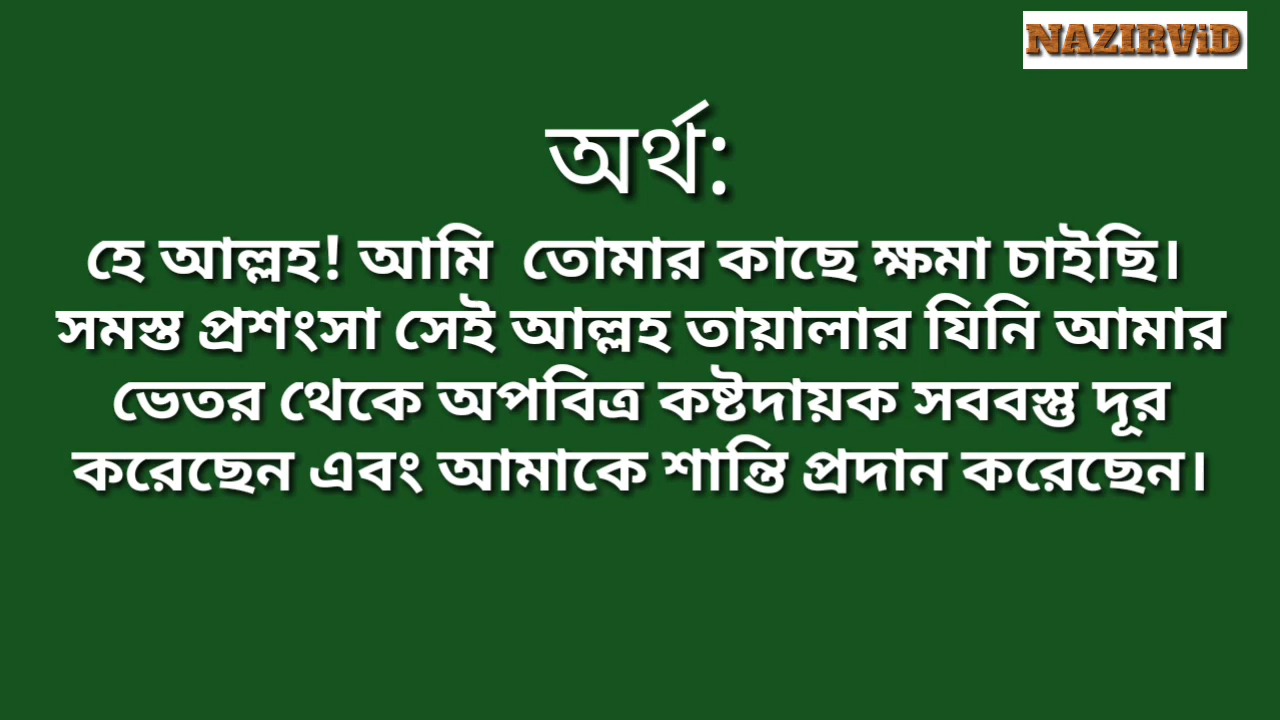 NAZIRViD
অর্থ:
হে আল্লহ! আমি তোমার কাছে ক্ষমা চাইছি।
সমস্ত প্রশংসা সেই আল্লহ তায়ালার যিনি আমার
ভেতর থেকে অপবিত্র কষ্টদায়ক সববস্তু দূর
করেছেন এবং আমাকে শান্তি প্রদান করেছেন।